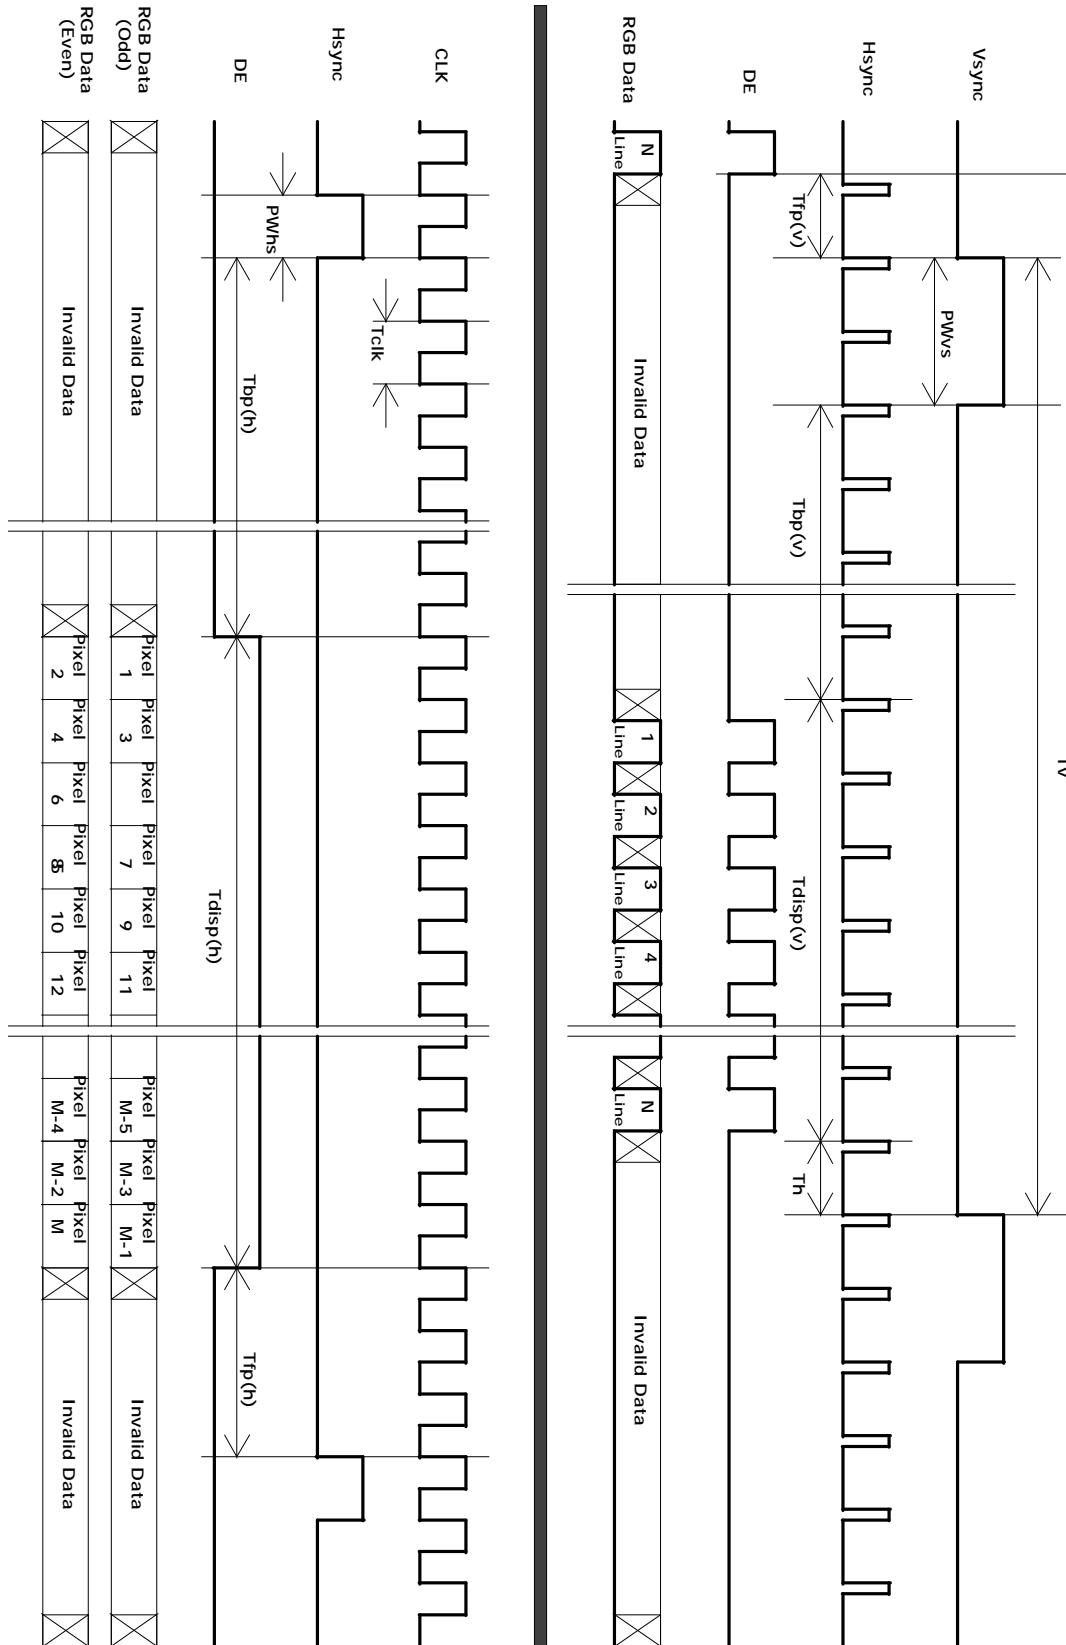 Tv
Vsync
PWvs
Hsync
Tfp(v) Tbp(v) Tdisp(v) Th
DE
RGB Data
N Invalid Data 1 2 3 4 N Invalid Data
Line Line Line Line Line Line
CLK
Tclk
Hsync
PWhs
DE
Tbp(h) Tdisp(h) Tfp(h)
RGB Data
(Odd)
Pixel Pixel Pixel Pixel Pixel Pixel Pixel Pixel Pixel
Invalid Data 1 3 7 9 11 M-5 M-3 M-1 Invalid Data
RGB Data
(Even)
Pixel Pixel Pixel Pixel Pixel Pixel Pixel Pixel Pixel
Invalid Data 2 4 6 8 10 12 M-4 M-2 M Invalid Data